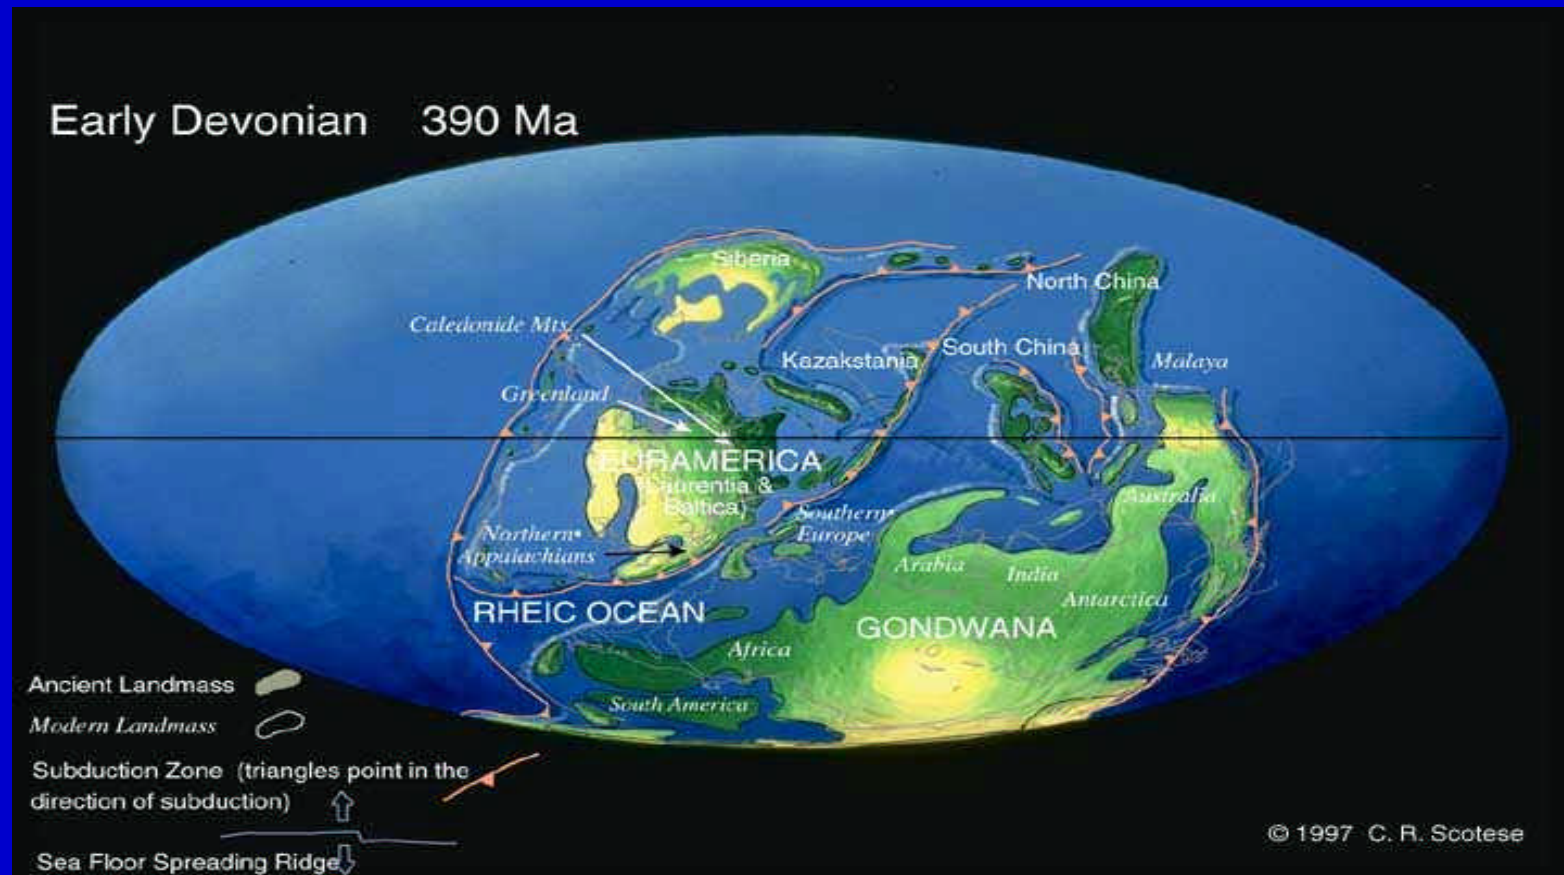 Early Devonian 390 Ma
Siberia
North China
Caledonide Mts.
South China
Kazakstania
Malaya
Greenland
EURAMERICA
(Laurentia &
Baltica)
Australia
Southern
Europe
Northern
Appalachians
Arabia
India
Antarctica
RHEIC OCEAN
GONDWANA
Africa
South America
Ancient Landmass
Modern Landmass
Subduction Zone (triangles point in the
direction of subduction)
Sea Floor Spreading Ridge
© 1997 C. R. Scotese